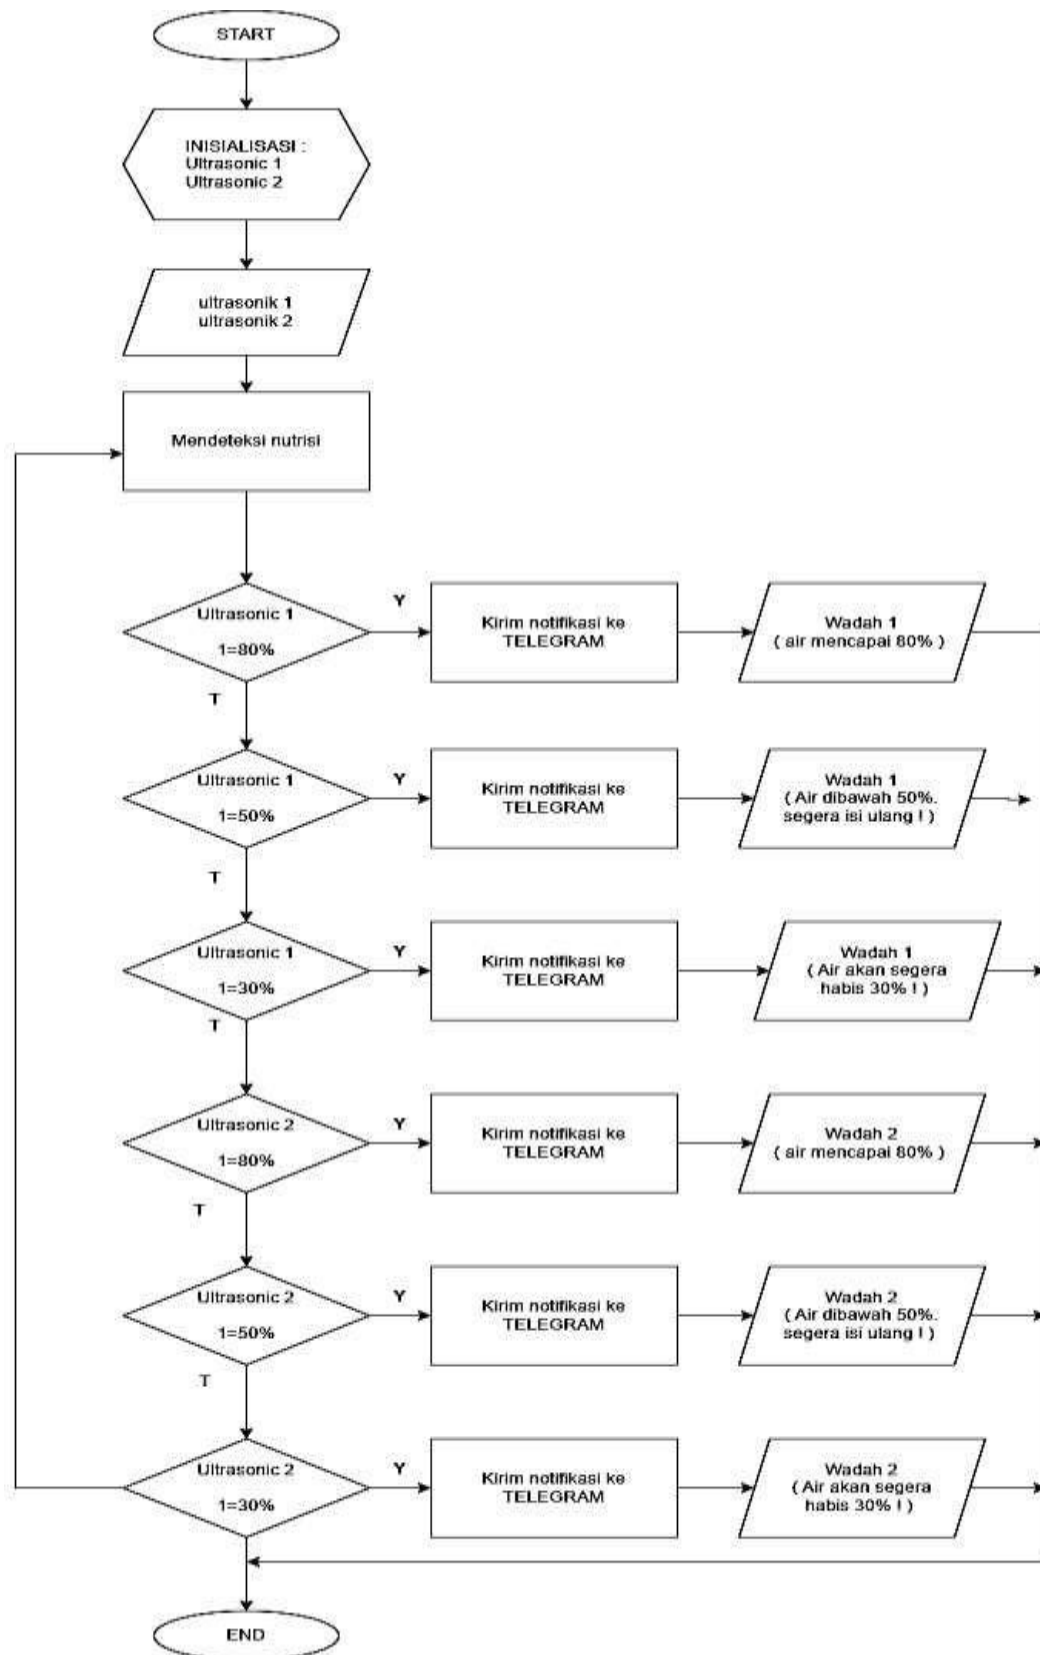 START
INISIALISASI :
Ultrasonic 1
Ultrasonic 2
ultrasonik 1
ultrasonik 2
Mendeteksi nutrisi
Ultrasonic 1
1=80%
Y
Kirim notifikasi ke
TELEGRAM
Wadah 1
( air mencapai 80% )
T
Ultrasonic 1
1=50%
Y
Kirim notifikasi ke
TELEGRAM
Wadah 1
( Air dibawah 50%.
segera isi ulang ! )
T
Ultrasonic 1
1=30%
Y
Kirim notifikasi ke
TELEGRAM
Wadah 1
( Air akan segera
habis 30% ! )
T
Ultrasonic 2
1=80%
Y
Kirim notifikasi ke
TELEGRAM
Wadah 2
( air mencapai 80% )
T
Ultrasonic 2
1=50%
Y
Kirim notifikasi ke
TELEGRAM
Wadah 2
( Air dibawah 50%.
segera isi ulang ! )
T
Ultrasonic 2
1=30%
Y
Kirim notifikasi ke
TELEGRAM
Wadah 2
( Air akan segera
habis 30% ! )
END